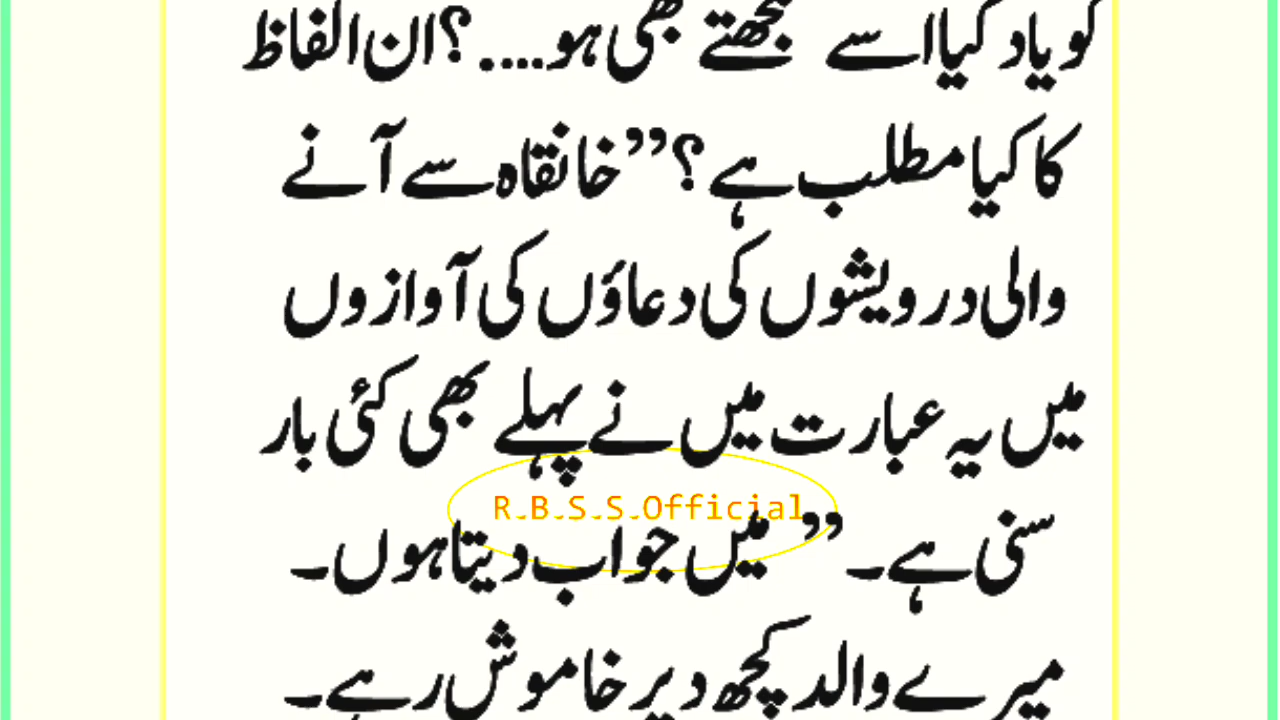 کو یاد کیا اسے سمجھتے بھی ہو....؟ ان الفاظ
کا کیا مطلب ہے؟”خانقاہ سے آنے
والی درویشوں کی دعاؤں کی آوازوں
میں یہ عبارت میں نے پہلے بھی کئی بار
R.B.S.S.Official
سنی ہے۔” میں جواب دیتا ہوں۔
میرے والد کچھ دیر خاموش رہے۔